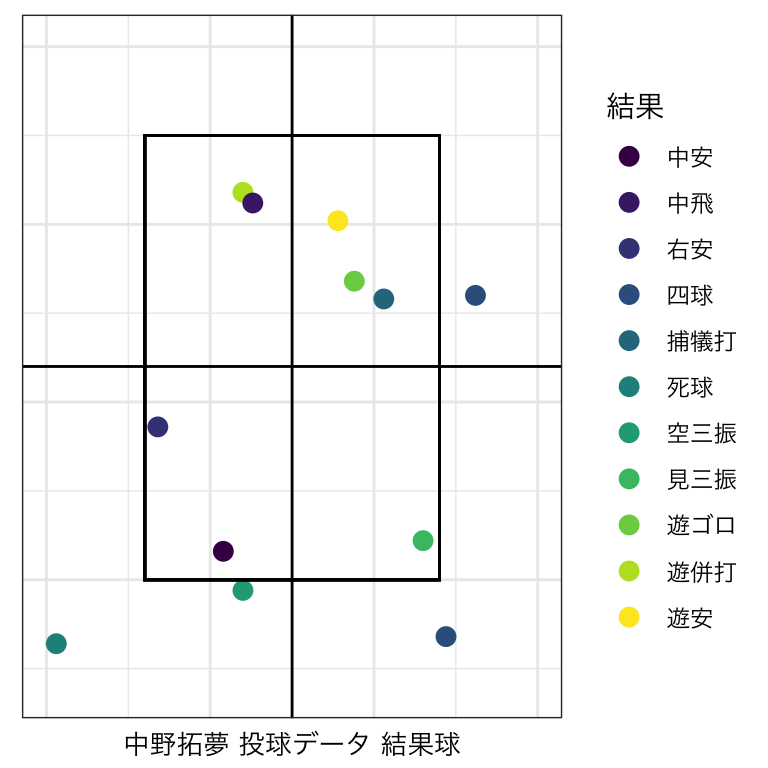 結果
中安
中飛
右安
四球
捕犠打
死球
空三振
見三振
遊ゴロ
遊併打
遊安
中野拓夢 投球データ 結果球